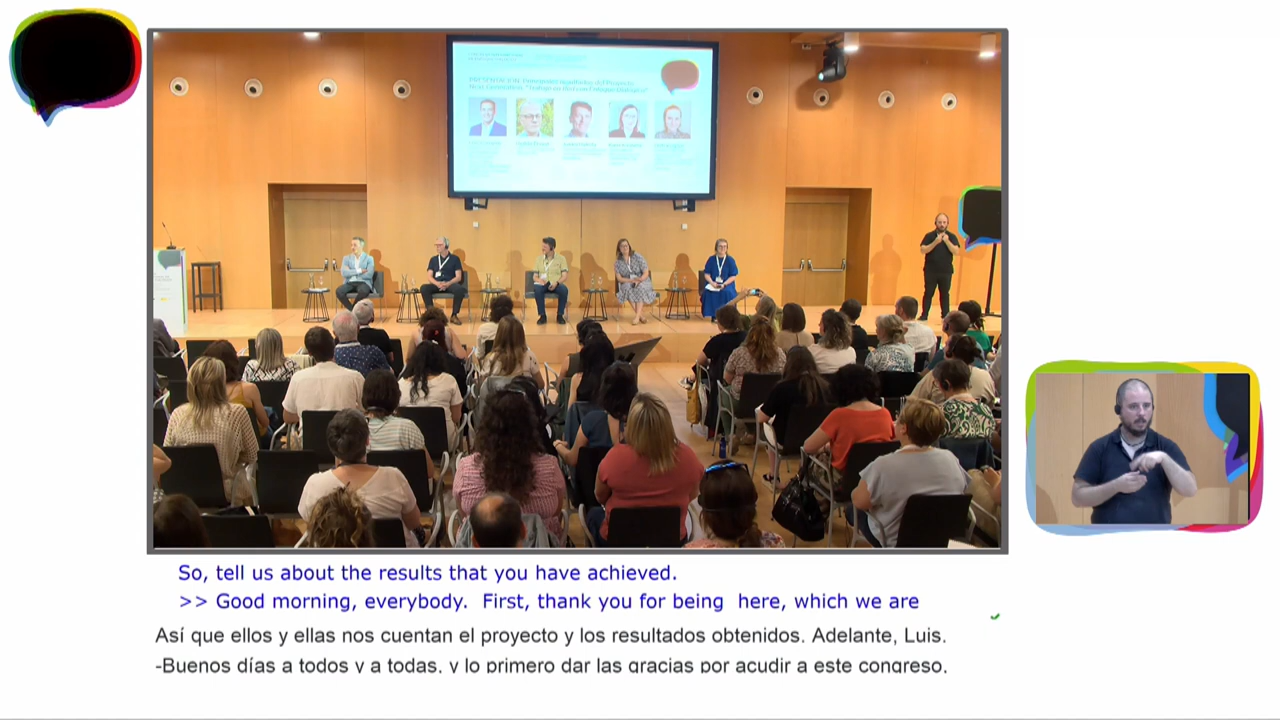 So, tell us about the results that you have achieved.
>> Good morning, everybody. First, thank you for being here, which we are
Así que ellos y ellas nos cuentan el proyecto y los resultados obtenidos. Adelante, Luis.
-Buenos días a todos y a todas, y lo primero dar las gracias por acudir a este congreso,